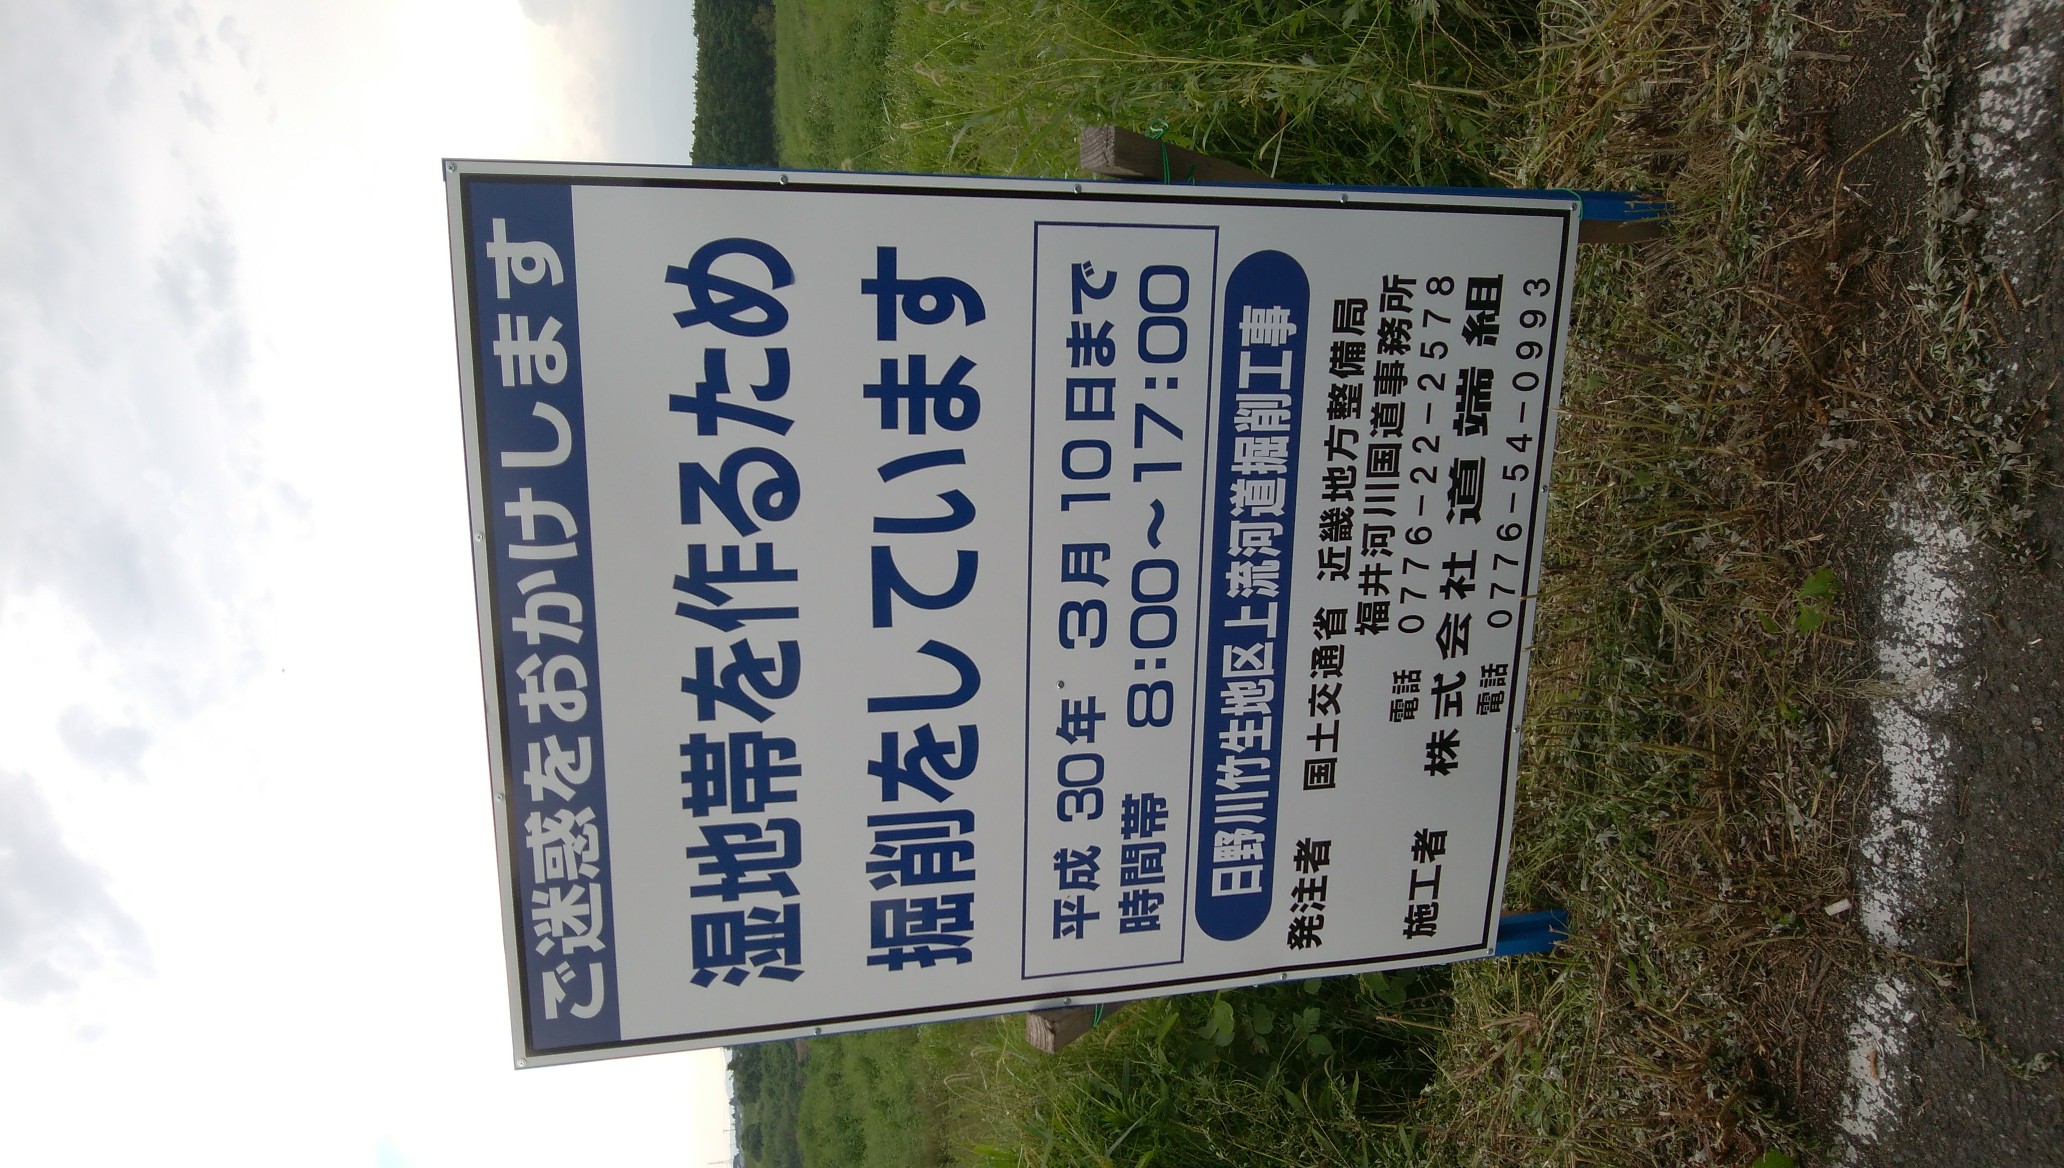 ご迷惑をおかけします
湿地帯を作るため
掘削をしています
平成 30年 3月 10日まで
時間帯 8:00～17:00
日野川竹生地区上流河道掘削工事
発注者 国土交通省 近畿地方整備局
福井河川国道事務所
電話 0776-22-2578
施工者 株式会社 道端組
電話 0776-54-0993